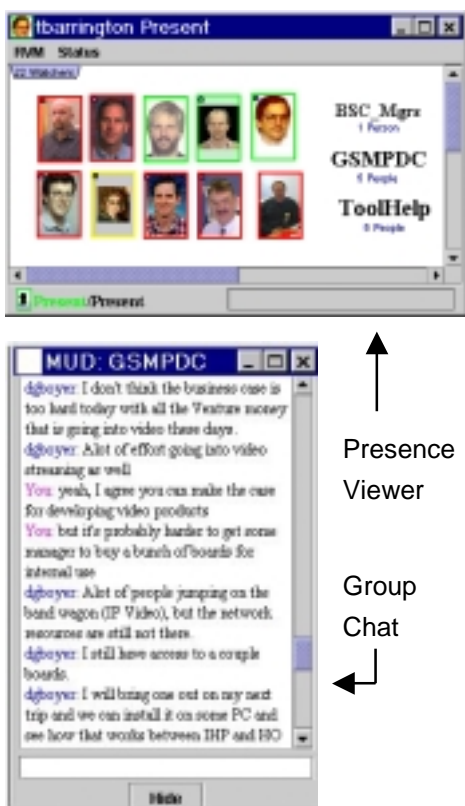 tbarrington Present
RVM Status
22 Watchers
BSC_Mgrs
1 Person
GSMPDC
6 People
ToolHelp
8 People
Present/Present
MUD: GSMPDC
dgboyer: I don't think the business case is
too hard today with all the Venture money
that is going into video these days.
dgboyer: Alot of effort going into video
streaming as well
You: yeah, I agree you can make the case
for developing video products
You: but it's probably harder to get some
manager to buy a bunch of boards for
internal use
dgboyer: Alot of people jumping on the
band wagon (IP Video), but the network
resources are still not there.
dgboyer: I still have access to a couple
boards.
dgboyer: I will bring one out on my next
trip and we can install it on some PC and
see how that works between IHP and HO
Hide
Presence
Viewer
Group
Chat